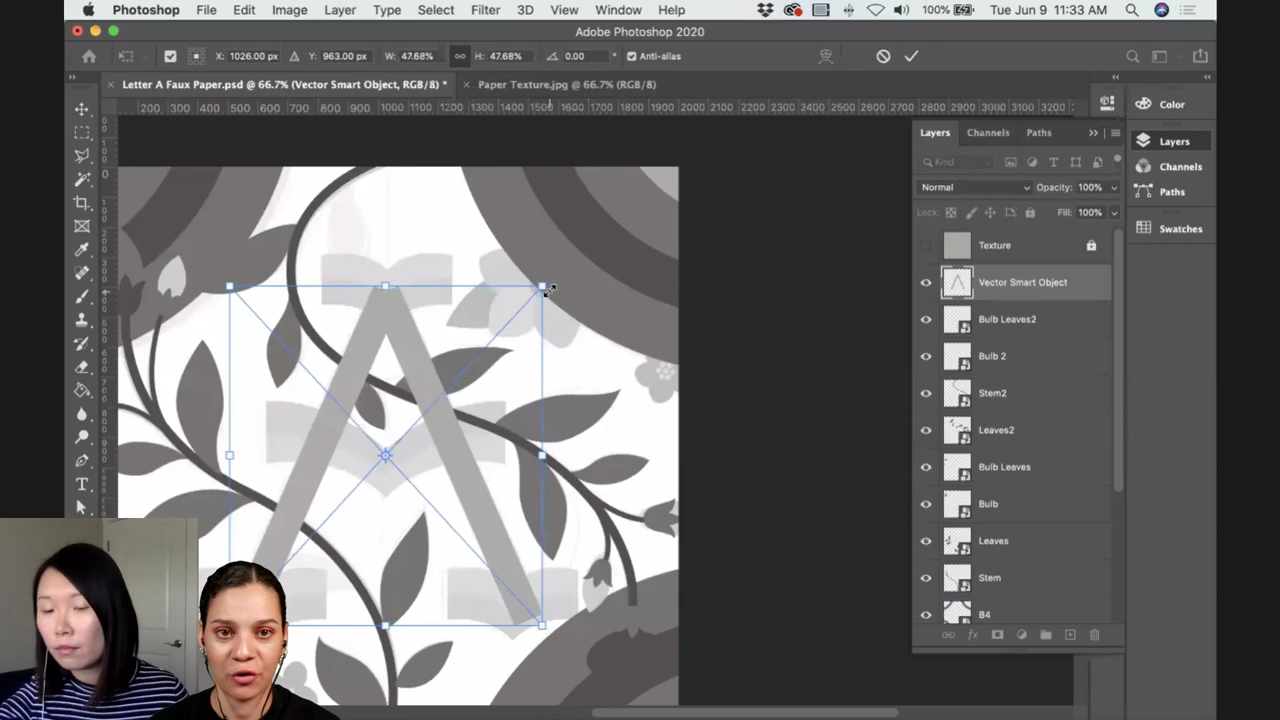 Photoshop File Edit Image Layer Type Select Filter 3D View Window Help 100% Tue Jun 9 11:33 AM
Adobe Photoshop 2020
X: 1026.00 px Y: 963.00 px W: 47.68% H: 47.68% 0.00 ° Anti-alias
Letter A Faux Paper.psd @ 66.7% (Vector Smart Object, RGB/8) * Paper Texture.jpg @ 66.7% (RGB/8)
200 300 400 500 600 700 800 900 1000 1100 1200 1300 1400 1500 1600 1700 1800 1900 2000 2100 2200 2300 2400 2500 2600 2700 2800 2900 3000 3100 3200
Color
Layers Channels Paths
Layers
Kind
Channels
Normal Opacity: 100%
Paths
Lock: Fill: 100%
Swatches
Texture
Vector Smart Object
Bulb Leaves2
Bulb 2
Stem2
Leaves2
Bulb Leaves
Bulb
Leaves
Stem
B4
fx